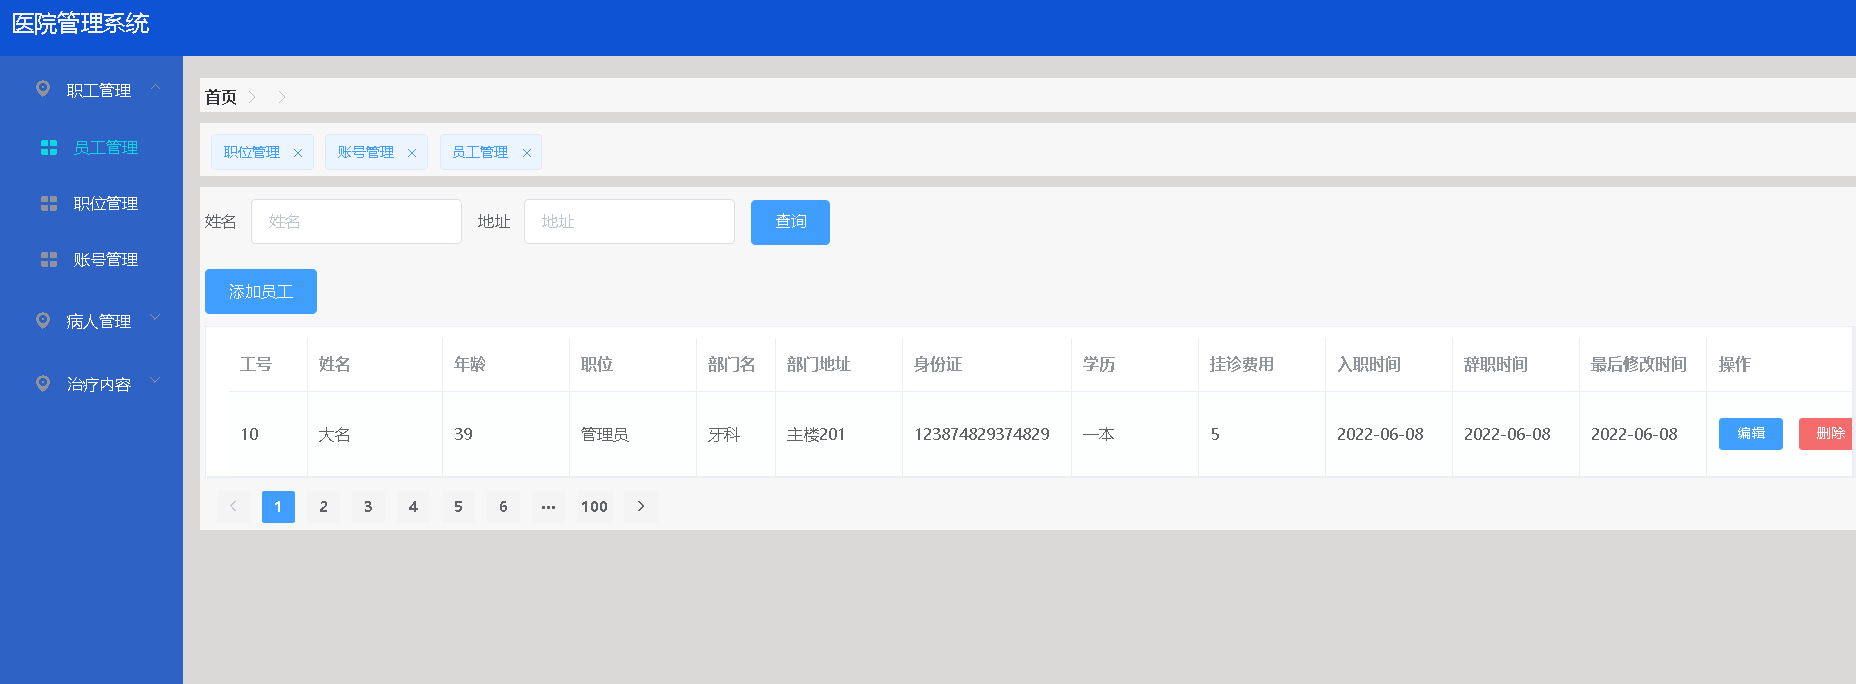 医院管理系统
职工管理
员工管理
职位管理
账号管理
病人管理
治疗内容
首页
职位管理 账号管理 员工管理
姓名 姓名 地址 地址 查询
添加员工
工号 姓名 年龄 职位 部门名 部门地址 身份证 学历 挂诊费用 入职时间 辞职时间 最后修改时间 操作
10 大名 39 管理员 牙科 主楼201 123874829374829 一本 5 2022-06-08 2022-06-08 2022-06-08 编辑 删除
1 2 3 4 5 6 ··· 100